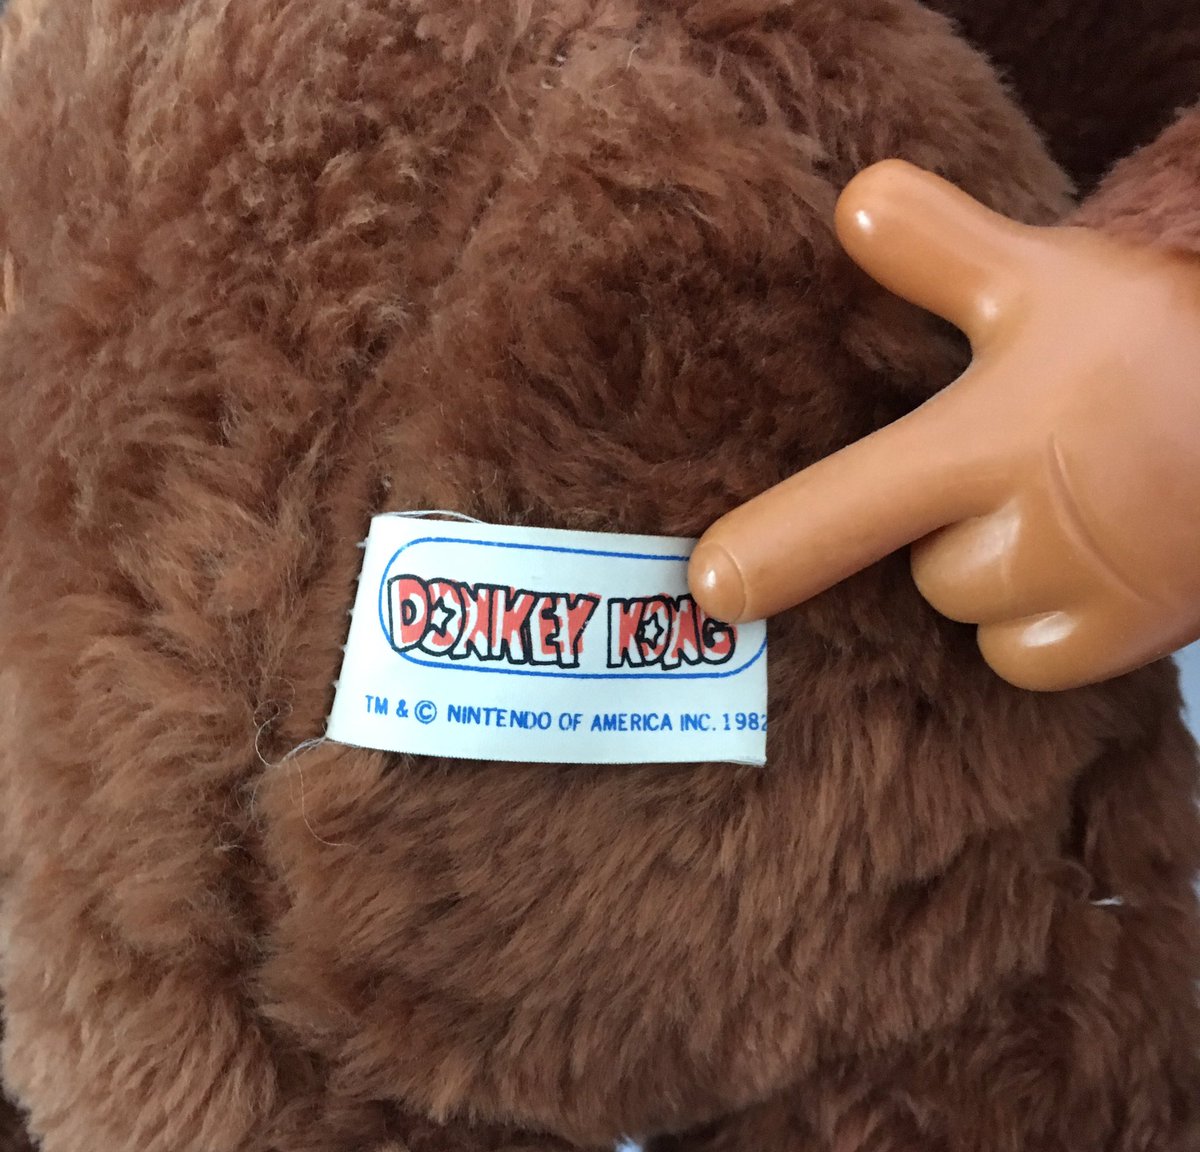 DONKEY KONG
TM & © NINTENDO OF AMERICA INC. 1982